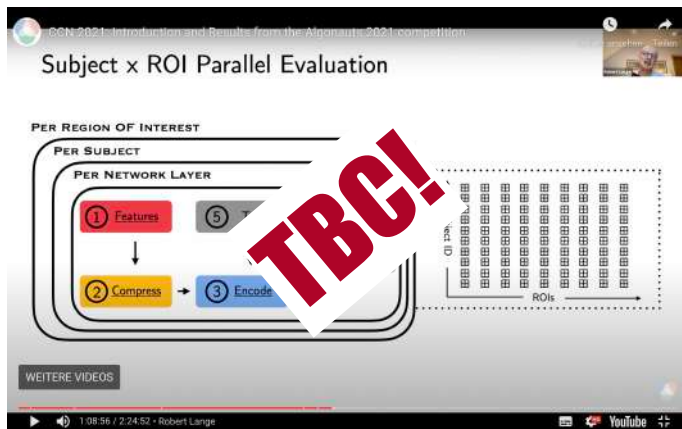 CCN 2021: Introduction and Results from the Algonauts 2021 competition
Subject x ROI Parallel Evaluation
PER REGION OF INTEREST
PER SUBJECT
PER NETWORK LAYER
1 Features
5
2 Compress
3 Encode
TBC!
ID
ROIs
WEITERE VIDEOS
1:08:56 / 2:24:52 • Robert Lange
YouTube